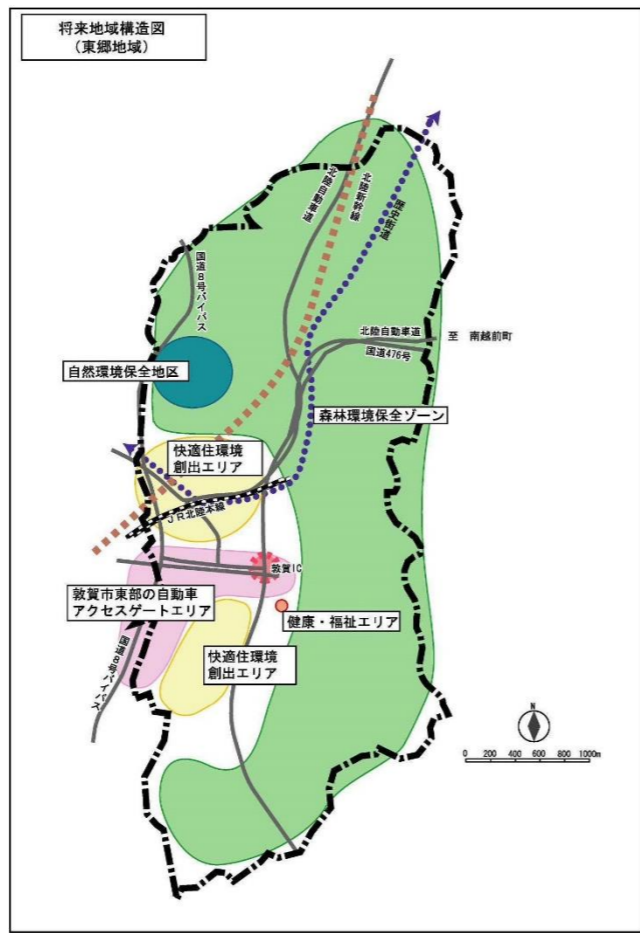 将来地域構造図
（東郷地域）
北陸自動車道
北陸新幹線
歴史街道
国道８号バイパス
北陸自動車道
至　南越前町
国道476号
自然環境保全地区
森林環境保全ゾーン
快適住環境
創出エリア
ＪＲ北陸本線
敦賀IC
敦賀市東部の自動車
アクセスゲートエリア
健康・福祉エリア
快適住環境
創出エリア
国道８号バイパス
N
0 200 400 600 800 1000m